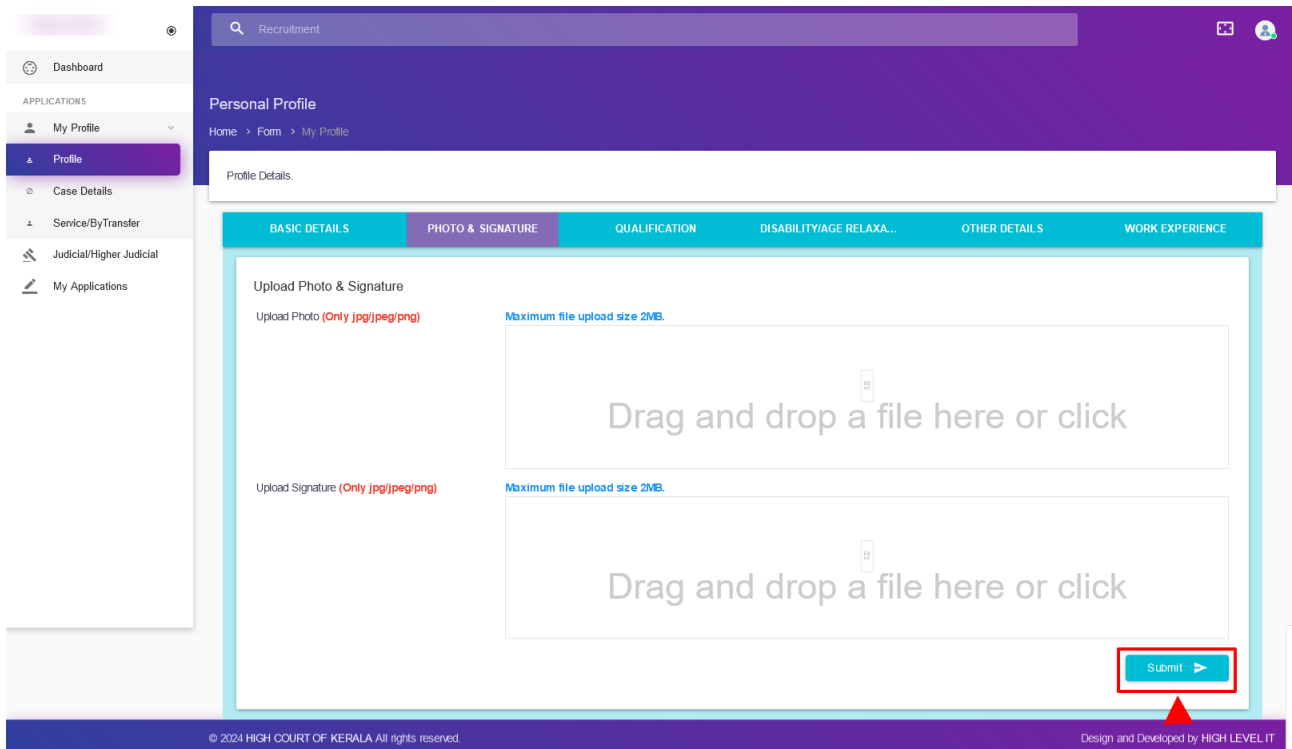 Recruitment
Dashboard
APPLICATIONS
My Profile
Profile
Case Details
Service/ByTransfer
Judicial/Higher Judicial
My Applications
Personal Profile
Home > Form > My Profile
Profile Details.
BASIC DETAILS PHOTO & SIGNATURE QUALIFICATION DISABILITY/AGE RELAXA... OTHER DETAILS WORK EXPERIENCE
Upload Photo & Signature
Upload Photo (Only jpg/jpeg/png) Maximum file upload size 2MB.
Drag and drop a file here or click
Upload Signature (Only jpg/jpeg/png) Maximum file upload size 2MB.
Drag and drop a file here or click
Submit
© 2024 HIGH COURT OF KERALA All rights reserved. Design and Developed by HIGH LEVEL IT